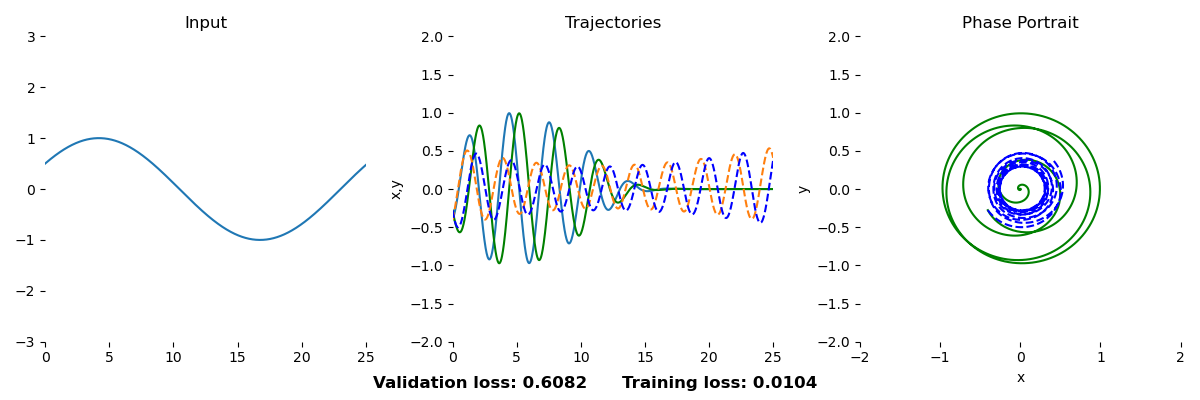 Input
Trajectories
Phase Portrait
3
2
1
0
−1
−2
−3
0 5 10 15 20 25
x,y
2.0
1.5
1.0
0.5
0.0
−0.5
−1.0
−1.5
−2.0
0 5 10 15 20 25
y
2.0
1.5
1.0
0.5
0.0
−0.5
−1.0
−1.5
−2.0
−2 −1 0 1 2
x
Validation loss: 0.6082 Training loss: 0.0104